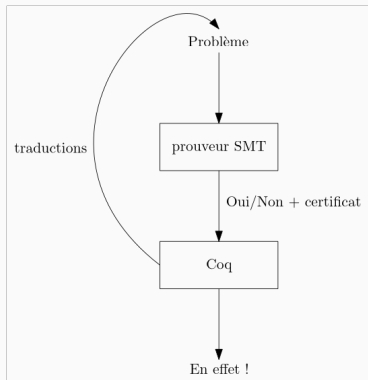 Problème
prouveur SMT
traductions
Oui/Non + certificat
Coq
En effet !